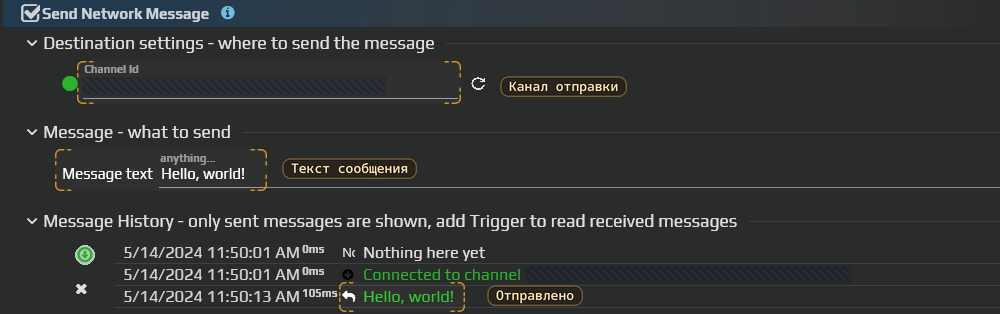 Send Network Message
Destination settings - where to send the message
Channel Id
Канал отправки
Message - what to send
anything...
Message text Hello, world! Текст сообщения
Message History - only sent messages are shown, add Trigger to read received messages
5/14/2024 11:50:01 AM 0ms Nc Nothing here yet
5/14/2024 11:50:01 AM 0ms Connected to channel
5/14/2024 11:50:13 AM 105ms Hello, world! Отправлено